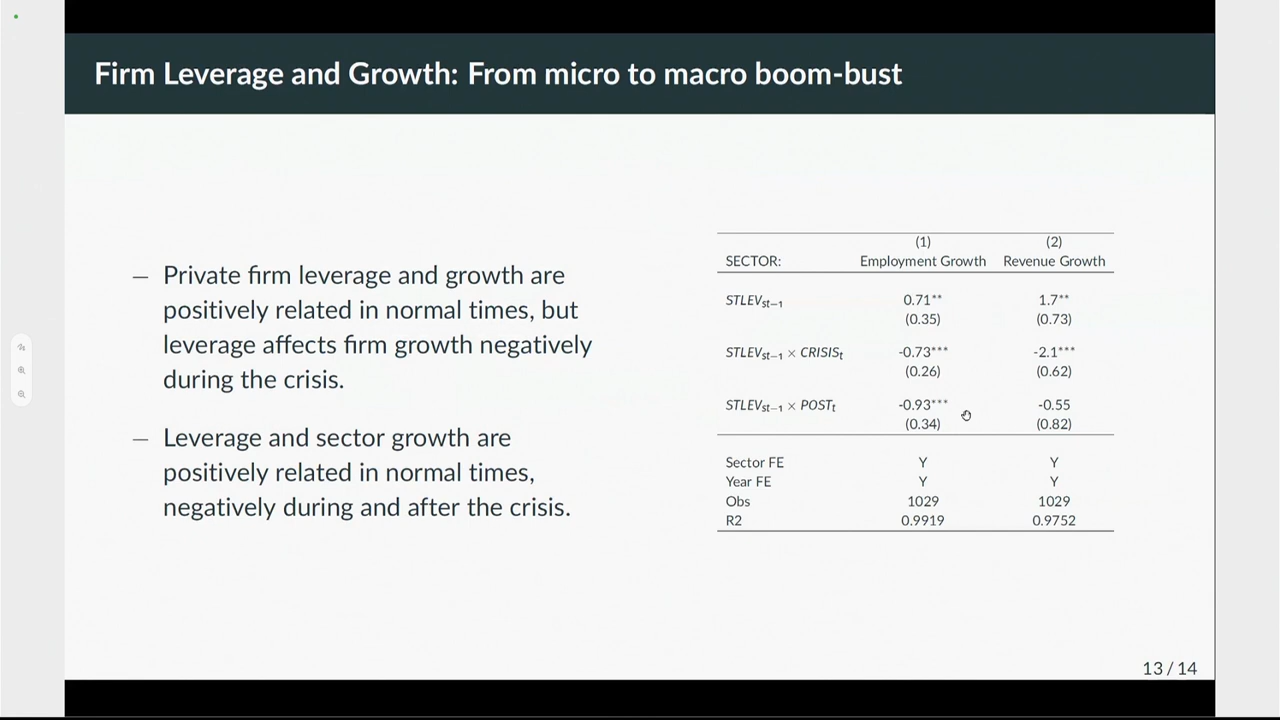 Firm Leverage and Growth: From micro to macro boom-bust
– Private firm leverage and growth are
positively related in normal times, but
leverage affects firm growth negatively
during the crisis.
– Leverage and sector growth are
positively related in normal times,
negatively during and after the crisis.
(1) (2)
SECTOR: Employment Growth Revenue Growth
STLEVst−1 0.71** 1.7**
(0.35) (0.73)
STLEVst−1 × CRISISt -0.73*** -2.1***
(0.26) (0.62)
STLEVst−1 × POSTt -0.93*** -0.55
(0.34) (0.82)
Sector FE Y Y
Year FE Y Y
Obs 1029 1029
R2 0.9919 0.9752
13 / 14